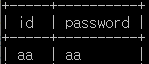 +------+----------+
| id | password |
+------+----------+
| aa | aa